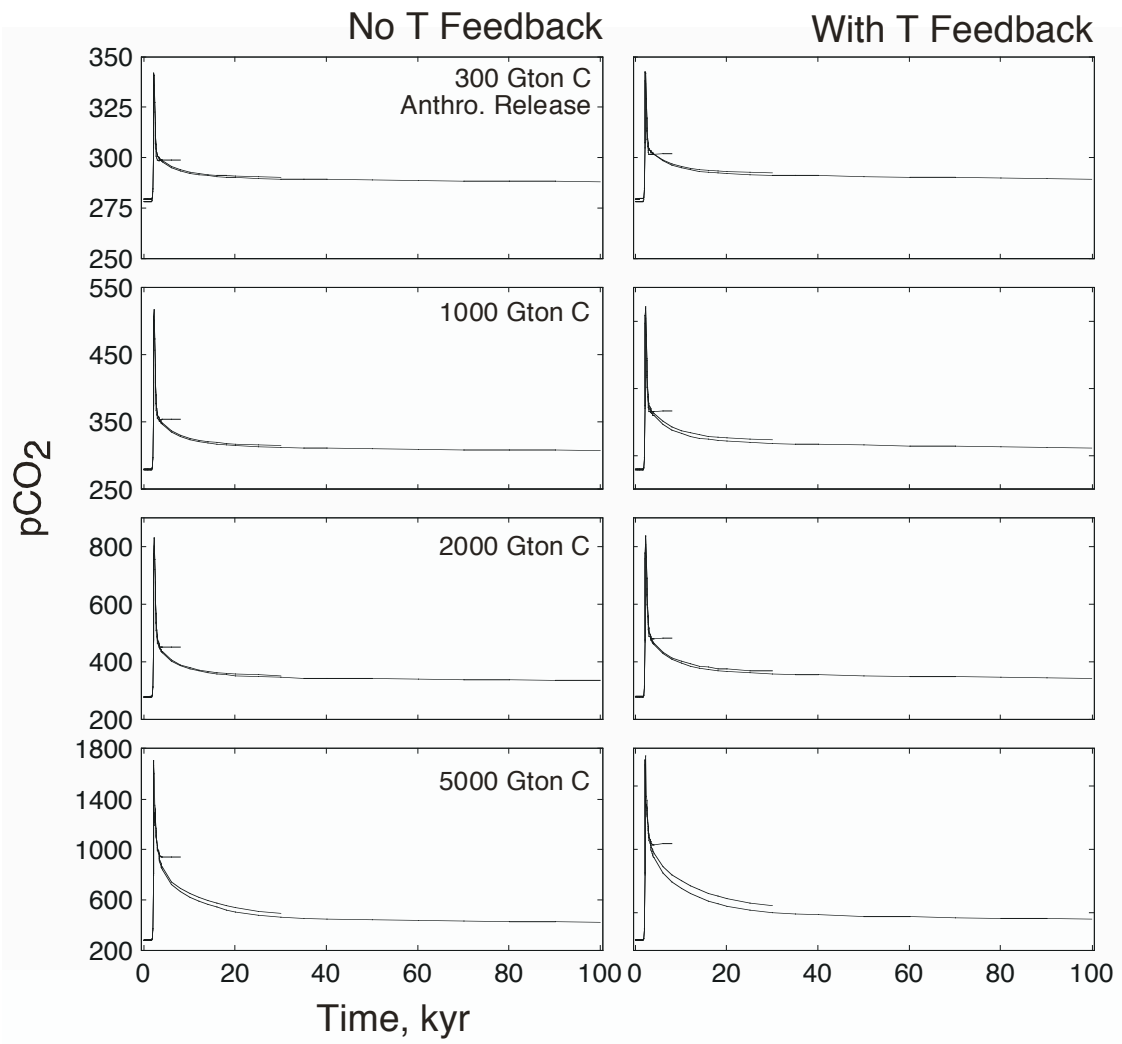 No T Feedback
With T Feedback
350
325
300
275
250
300 Gton C
Anthro. Release
550
450
350
250
1000 Gton C
800
600
400
200
2000 Gton C
1800
1400
1000
600
200
5000 Gton C
pCO₂
0 20 40 60 80 100 0 20 40 60 80 100
Time, kyr